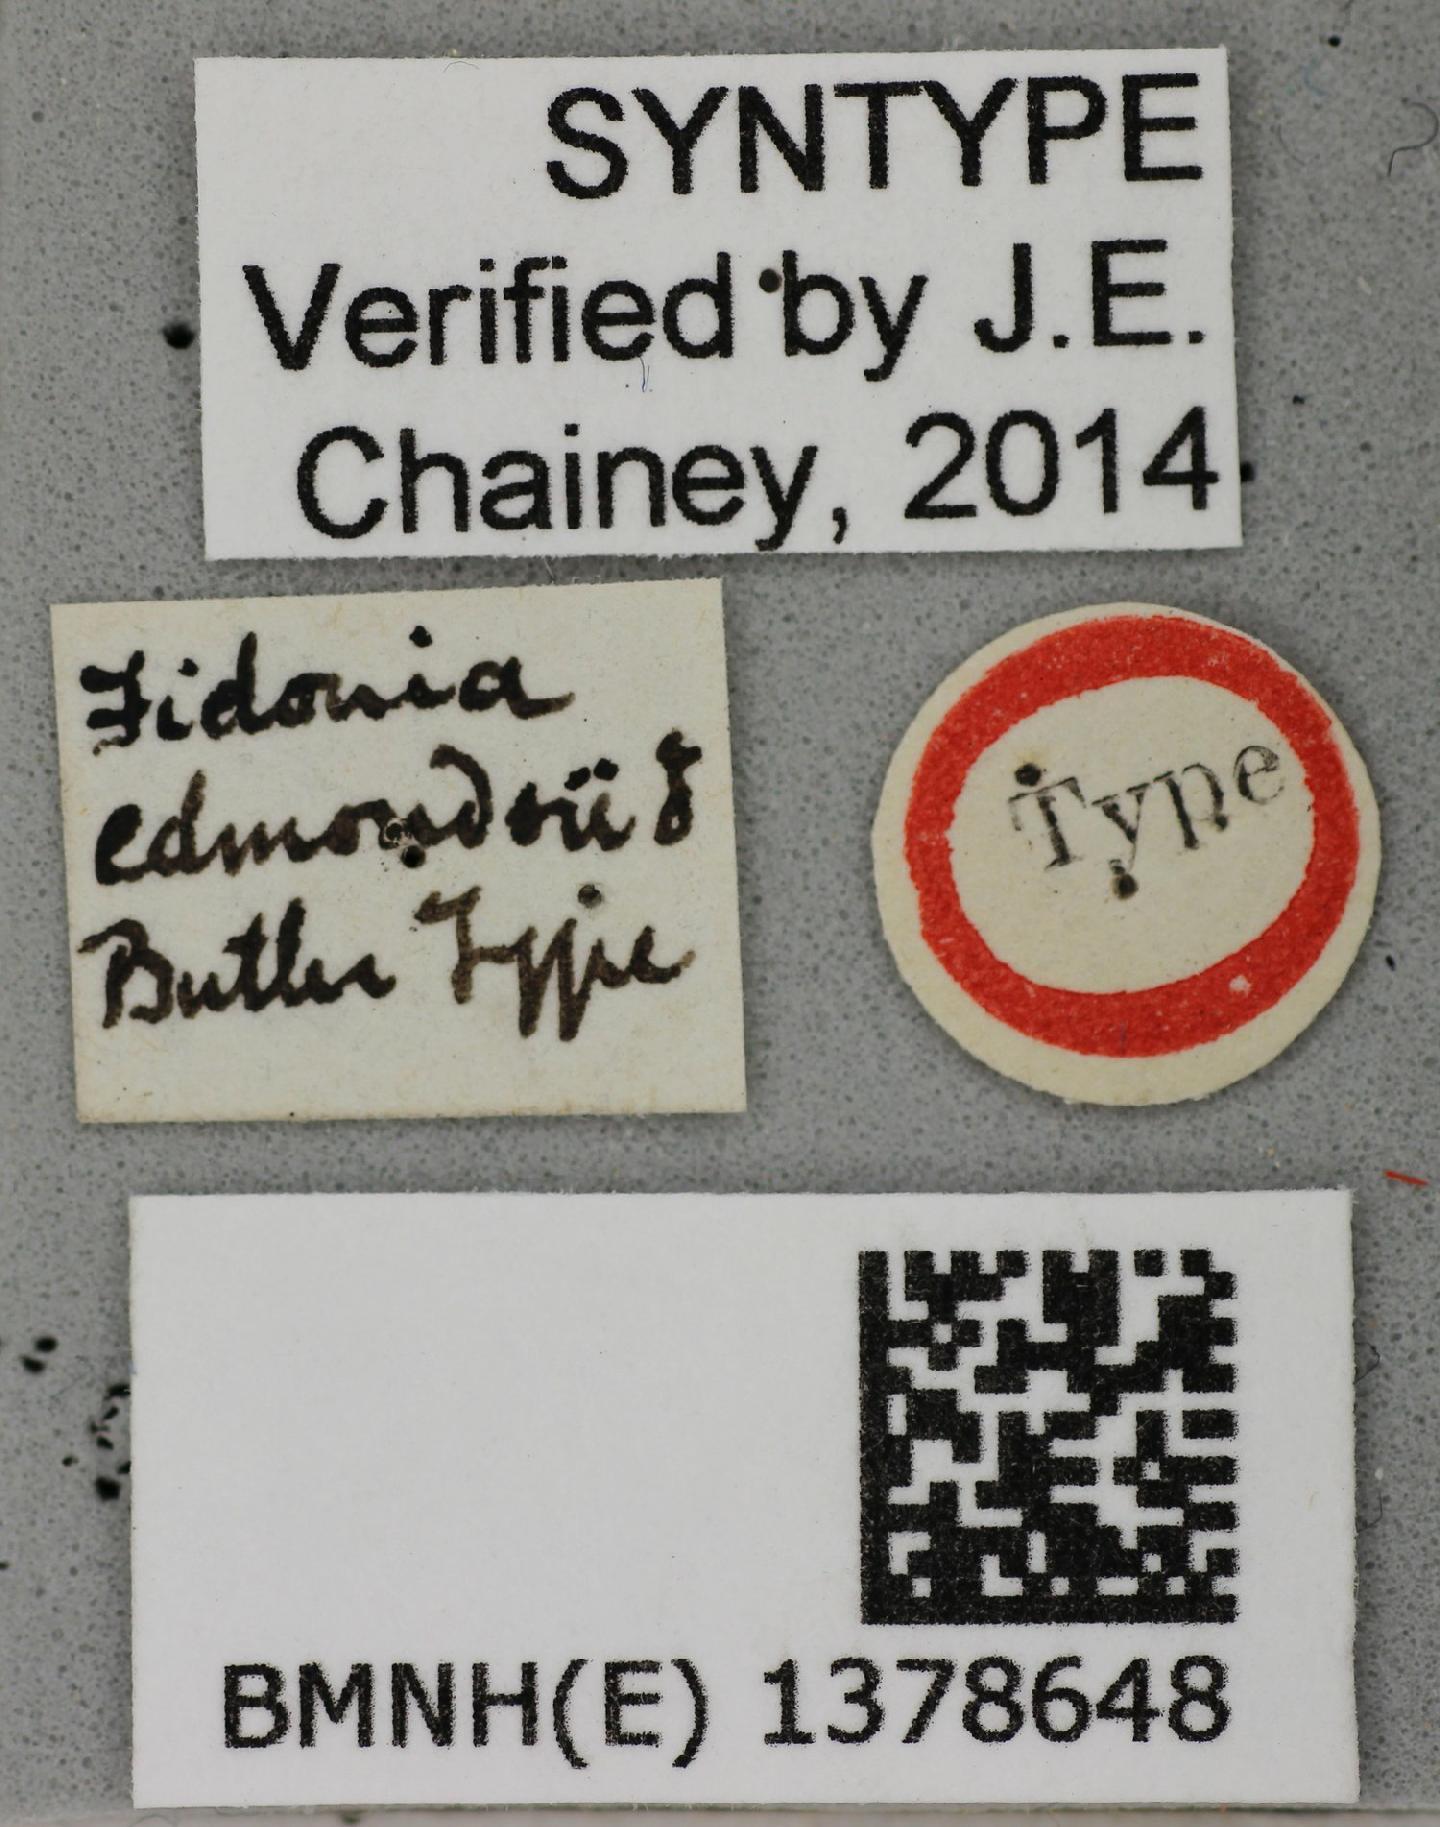 SYNTYPE
Verified by J.E.
Chainey, 2014
Fidonia
edmondsii ♂
Butler Type
Type
BMNH(E) 1378648